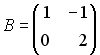 B = ( 1 -1
0 2 )